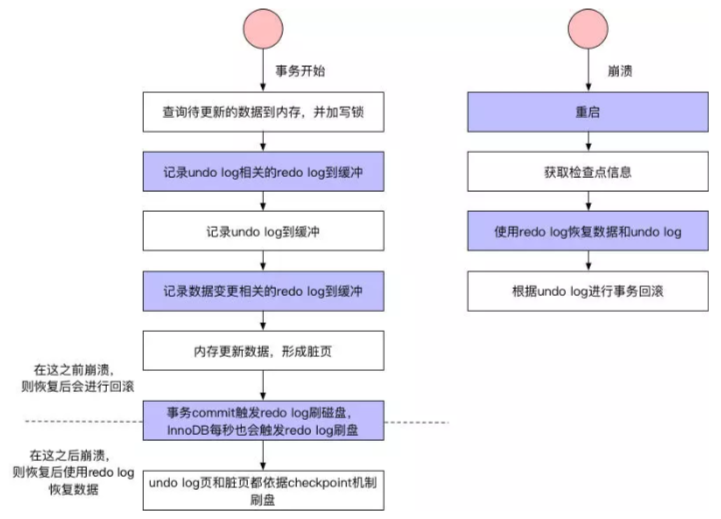 事务开始
查询待更新的数据到内存，并加写锁
记录undo log相关的redo log到缓冲
记录undo log到缓冲
记录数据变更相关的redo log到缓冲
内存更新数据，形成脏页
在这之前崩溃，
则恢复后会进行回滚
事务commit触发redo log刷磁盘，
InnoDB每秒也会触发redo log刷盘
在这之后崩溃，
则恢复后使用redo log
恢复数据
undo log页和脏页都依据checkpoint机制
刷盘
崩溃
重启
获取检查点信息
使用redo log恢复数据和undo log
根据undo log进行事务回滚